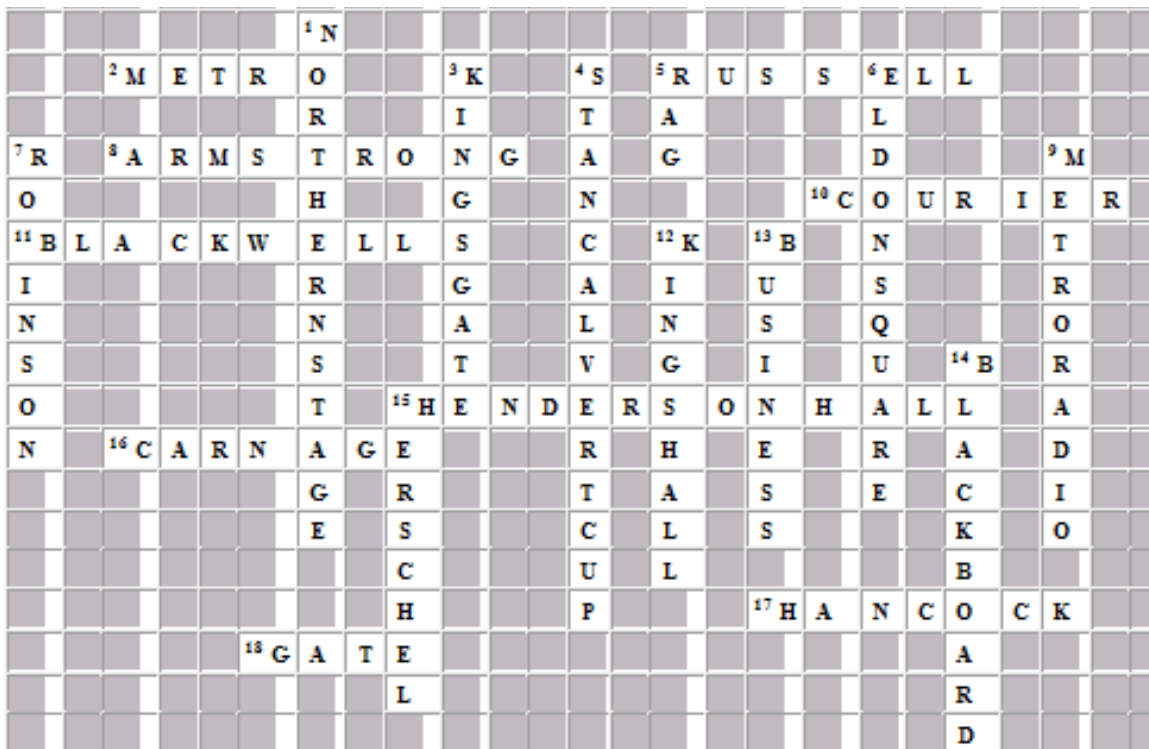 1 N
2 M E T R O 3 K 4 S 5 R U S S 6 E L L
R I T A L
7 R 8 A R M S T R O N G A G D 9 M
O H G N 10 C O U R I E R
11 B L A C K W E L L S C 12 K 13 B N T
I R G A I U S R
N N A L N S Q O
S S T V G I U 14 B R
O T 15 H E N D E R S O N H A L L A
N 16 C A R N A G E R H E R A D
G R T A S E C I
E S C L S K O
C U L B
H P 17 H A N C O C K
18 G A T E A
L R
D